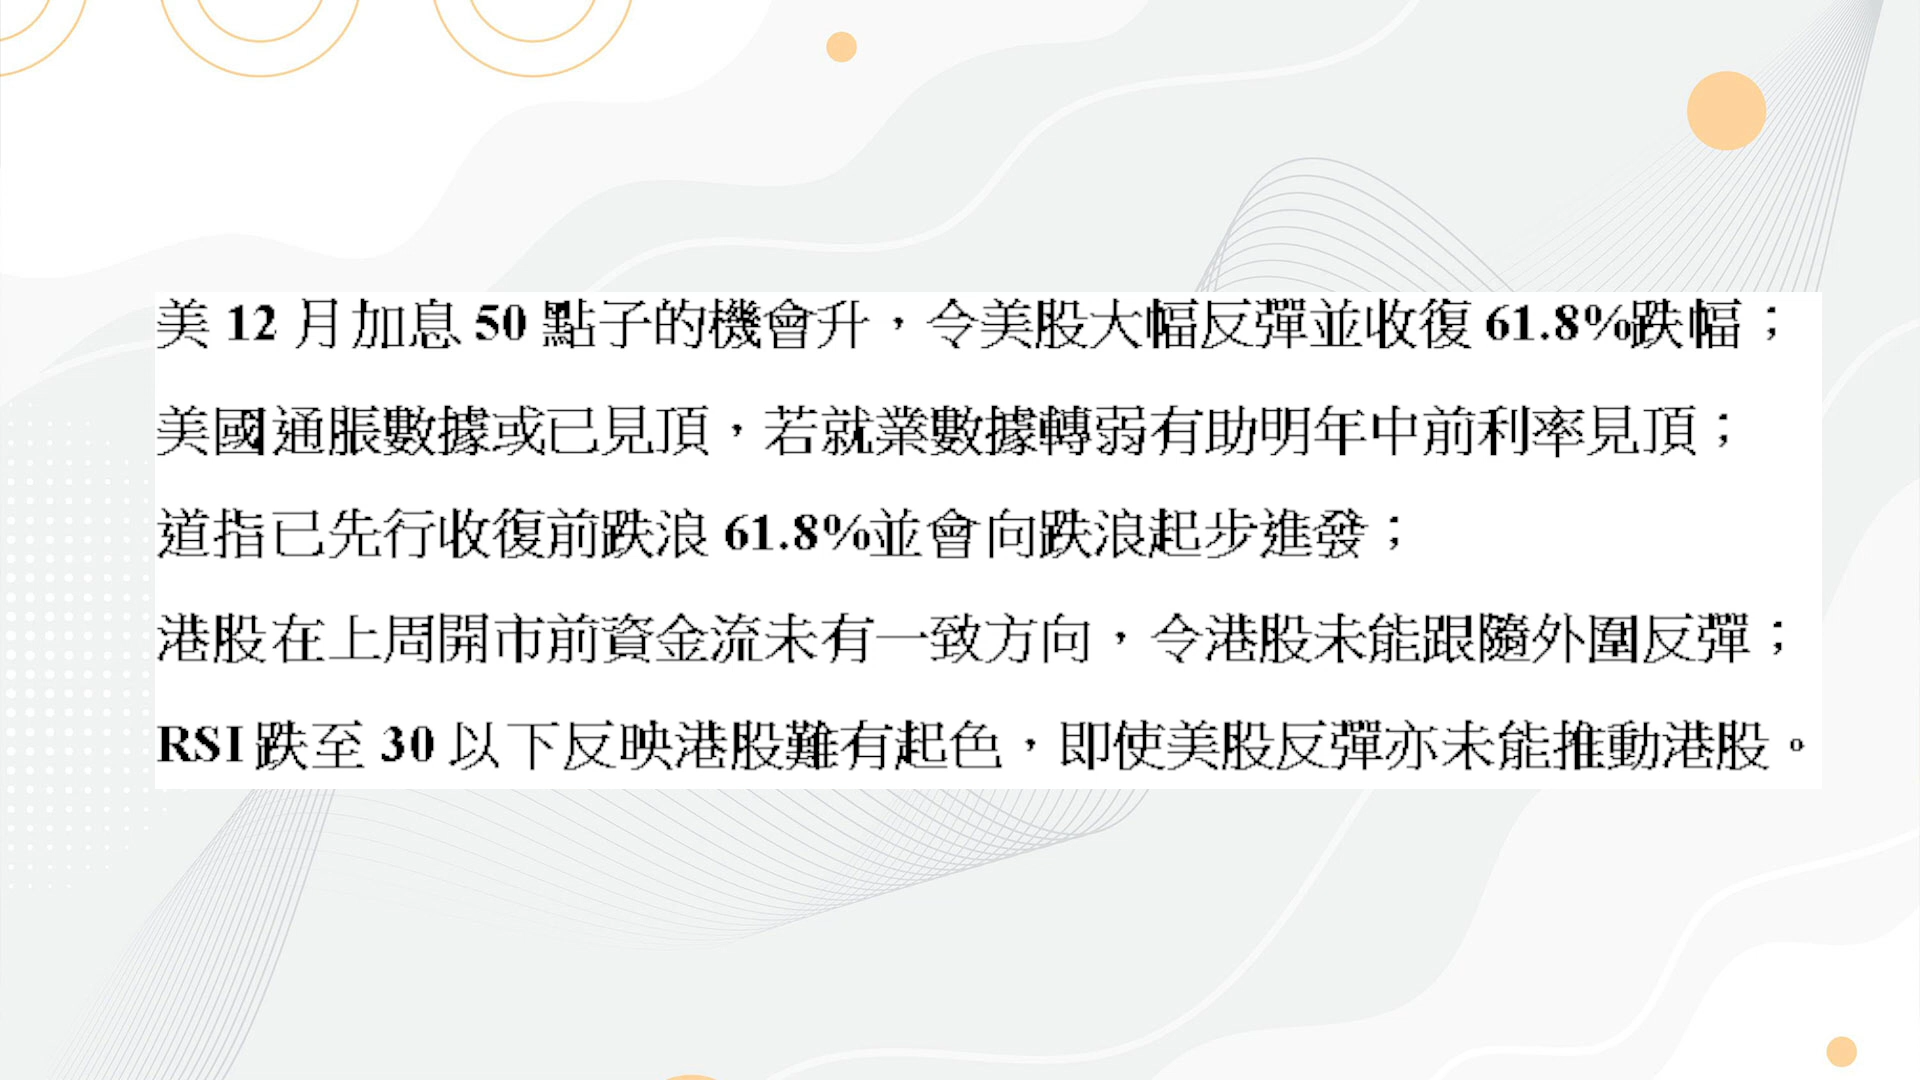 美 12 月加息 50 點子的機會升，令美股大幅反彈並收復 61.8%跌幅；
美國通脹數據或已見頂，若就業數據轉弱有助明年中前利率見頂；
道指已先行收復前跌浪 61.8%並會向跌浪起步進發；
港股在上周開市前資金流未有一致方向，令港股未能跟隨外圍反彈；
RSI 跌至 30 以下反映港股難有起色，即使美股反彈亦未能推動港股。